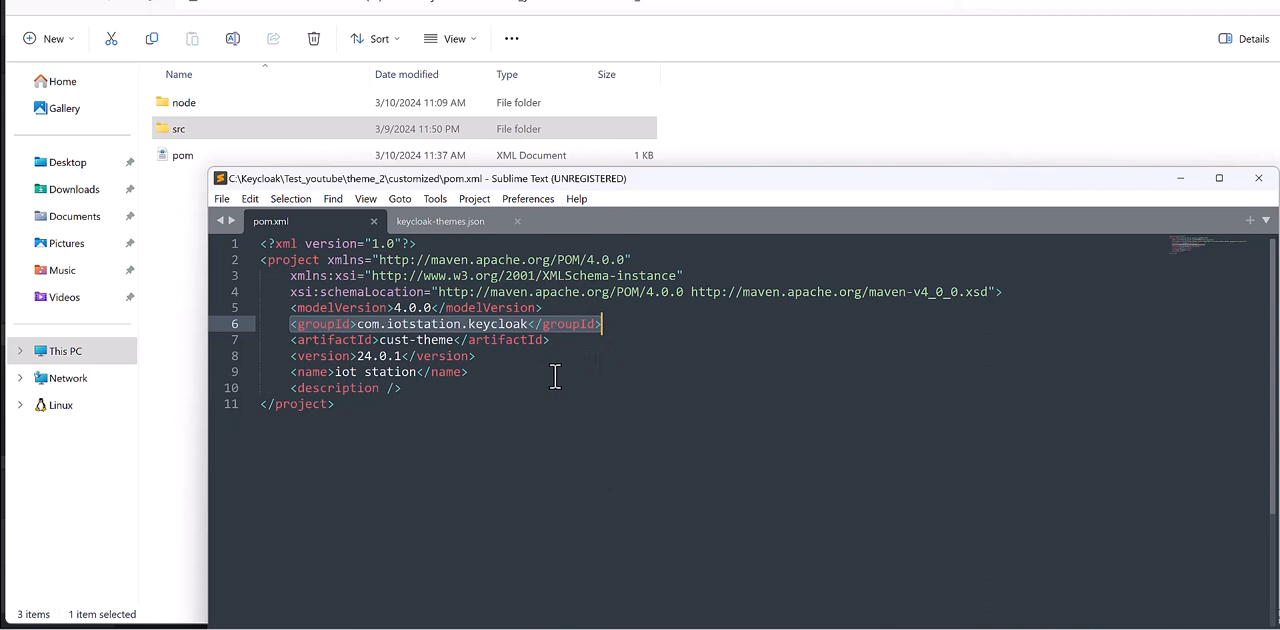 New
Sort
View
Details
Home
Gallery
Desktop
Downloads
Documents
Pictures
Music
Videos
This PC
Network
Linux
Name Date modified Type Size
node 3/10/2024 11:09 AM File folder
src 3/9/2024 11:50 PM File folder
pom 3/10/2024 11:37 AM XML Document 1 KB
C:\Keycloak\Test_youtube\theme_2\customized\pom.xml - Sublime Text (UNREGISTERED)
File Edit Selection Find View Goto Tools Project Preferences Help
pom.xml keycloak-themes.json
1 <?xml version="1.0"?>
2 <project xmlns="http://maven.apache.org/POM/4.0.0"
3 xmlns:xsi="http://www.w3.org/2001/XMLSchema-instance"
4 xsi:schemaLocation="http://maven.apache.org/POM/4.0.0 http://maven.apache.org/maven-v4_0_0.xsd">
5 <modelVersion>4.0.0</modelVersion>
6 <groupId>com.iotstation.keycloak</groupId>
7 <artifactId>cust-theme</artifactId>
8 <version>24.0.1</version>
9 <name>iot station</name>
10 <description />
11 </project>
3 items 1 item selected